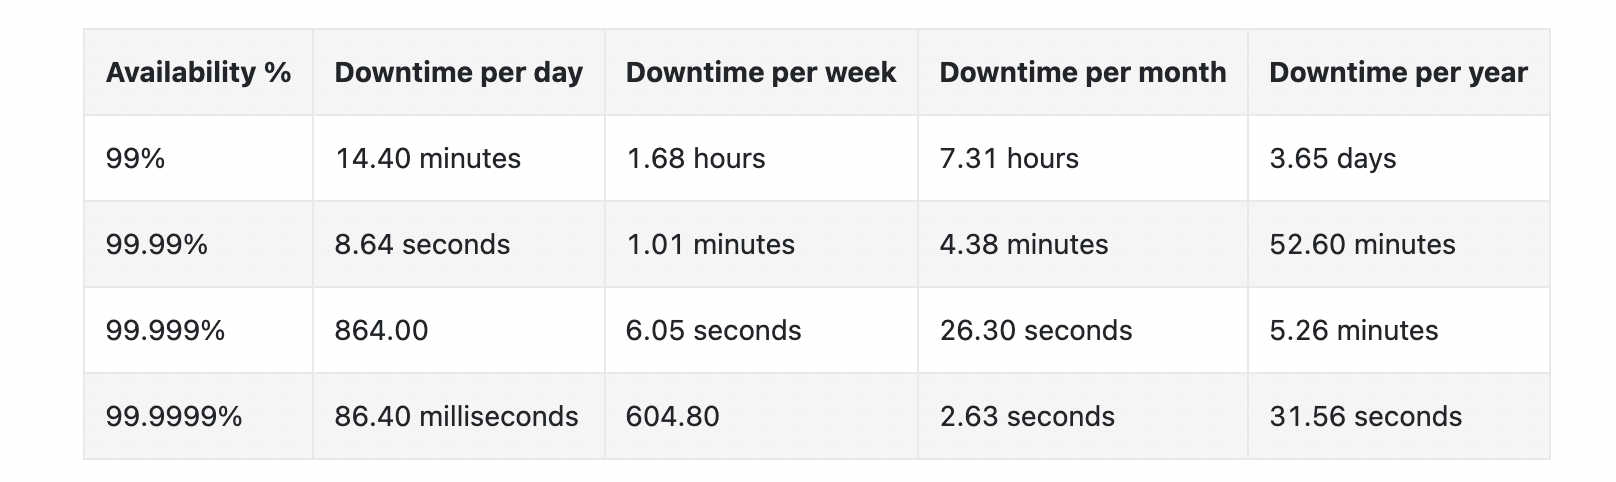 Availability % Downtime per day Downtime per week Downtime per month Downtime per year
99% 14.40 minutes 1.68 hours 7.31 hours 3.65 days
99.99% 8.64 seconds 1.01 minutes 4.38 minutes 52.60 minutes
99.999% 864.00 6.05 seconds 26.30 seconds 5.26 minutes
99.9999% 86.40 milliseconds 604.80 2.63 seconds 31.56 seconds